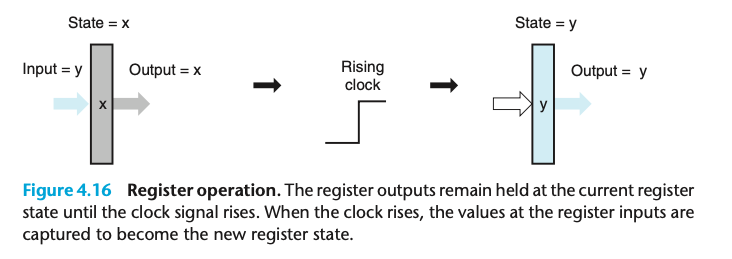 State = x
State = y
Input = y
Output = x
Rising
clock
Output = y
x
y
Figure 4.16 Register operation. The register outputs remain held at the current register
state until the clock signal rises. When the clock rises, the values at the register inputs are
captured to become the new register state.